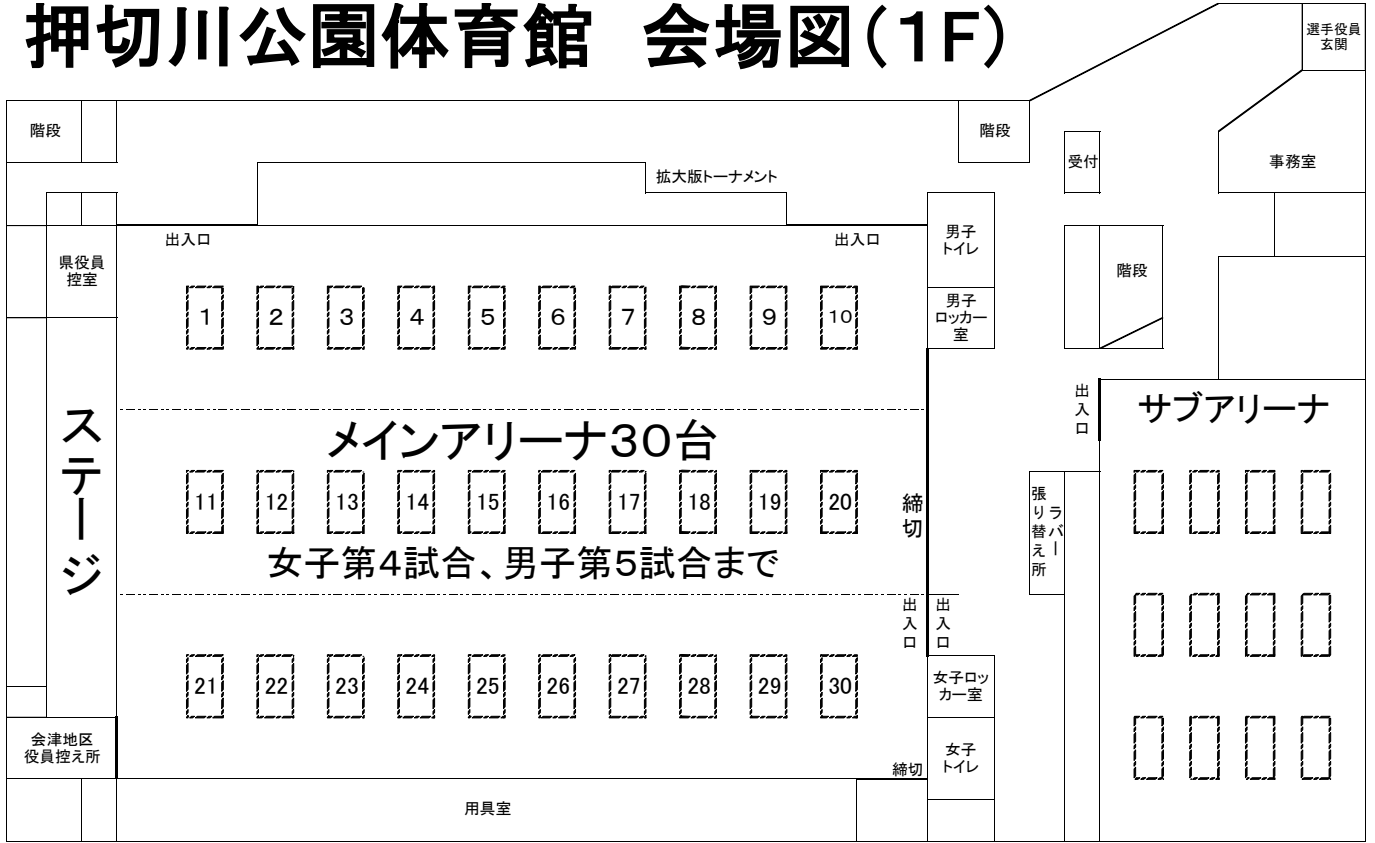 押切川公園体育館　会場図(1F)
選手役員
玄関
階段
階段
受付
事務室
拡大版トーナメント
出入口
出入口
男子
トイレ
県役員
控室
階段
男子
ロッカー
室
1 2 3 4 5 6 7 8 9 10
出入口
サブアリーナ
ステージ
メインアリーナ30台
11 12 13 14 15 16 17 18 19 20
締切
ラバー
張り替え所
女子第4試合、男子第5試合まで
出入口
出入口
21 22 23 24 25 26 27 28 29 30
女子ロッ
カー室
会津地区
役員控え所
女子
トイレ
締切
用具室